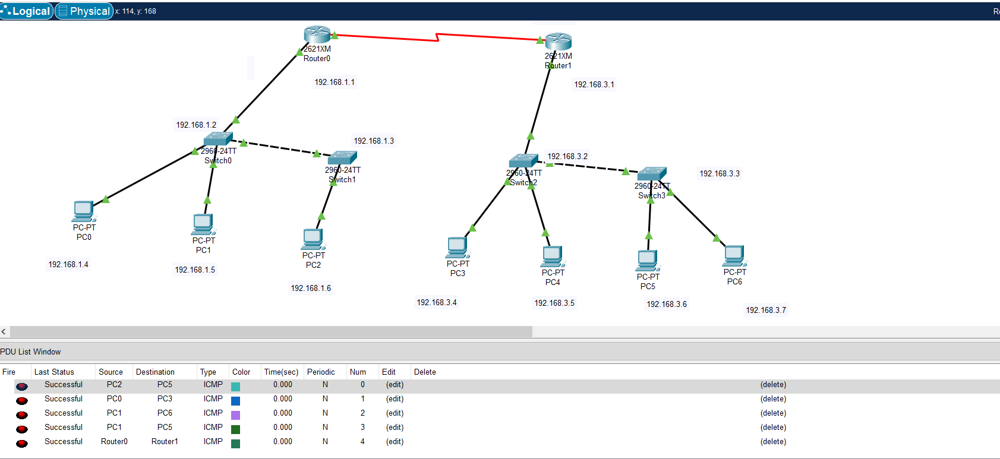 Logical Physical x: 114, y: 168 Ro
2621XM
Router0
192.168.1.1
2621XM
Router1
192.168.3.1
192.168.1.2
2960-24TT
Switch0
192.168.1.3
2960-24TT
Switch1
192.168.3.2
2960-24TT
Switch2
192.168.3.3
2960-24TT
Switch3
PC-PT
PC0
192.168.1.4
PC-PT
PC1
192.168.1.5
PC-PT
PC2
192.168.1.6
PC-PT
PC3
192.168.3.4
PC-PT
PC4
192.168.3.5
PC-PT
PC5
192.168.3.6
PC-PT
PC6
192.168.3.7
PDU List Window
Fire Last Status Source Destination Type Color Time(sec) Periodic Num Edit Delete
Successful PC2 PC5 ICMP 0.000 N 0 (edit) (delete)
Successful PC0 PC3 ICMP 0.000 N 1 (edit) (delete)
Successful PC1 PC6 ICMP 0.000 N 2 (edit) (delete)
Successful PC1 PC5 ICMP 0.000 N 3 (edit) (delete)
Successful Router0 Router1 ICMP 0.000 N 4 (edit) (delete)